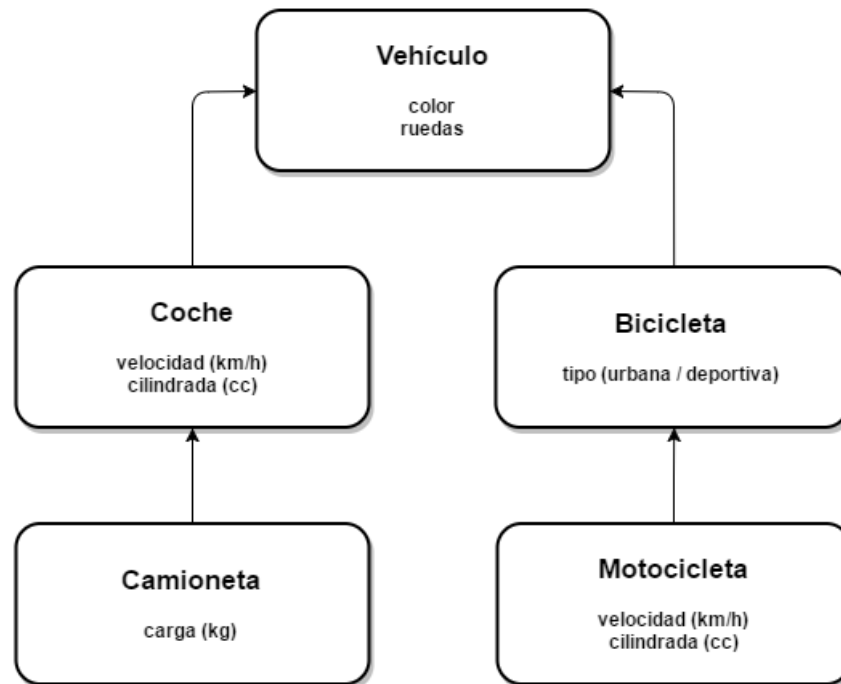 Vehículo
color
ruedas
Coche
velocidad (km/h)
cilindrada (cc)
Bicicleta
tipo (urbana / deportiva)
Camioneta
carga (kg)
Motocicleta
velocidad (km/h)
cilindrada (cc)